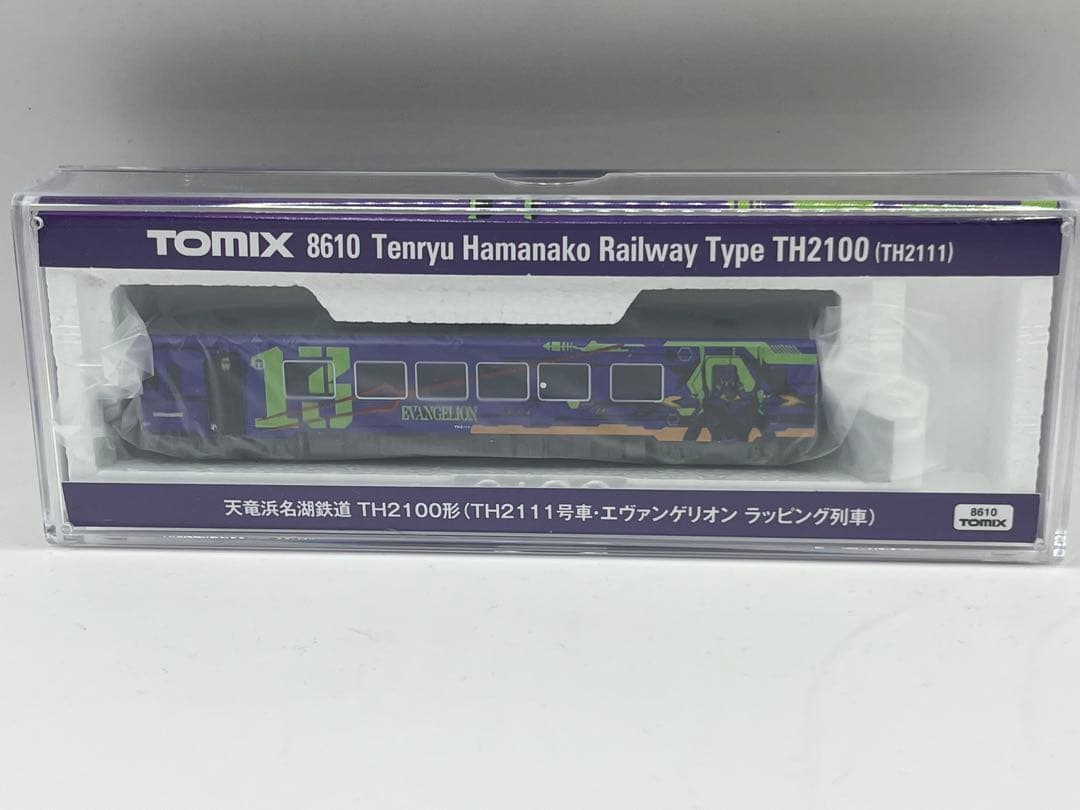 TOMIX 8610 Tenryu Hamanako Railway Type TH2100 (TH2111)
13
EVANGELION
TH2111
天竜浜名湖鉄道 TH2100形(TH2111号車・エヴァンゲリオン ラッピング列車)
8610
TOMIX